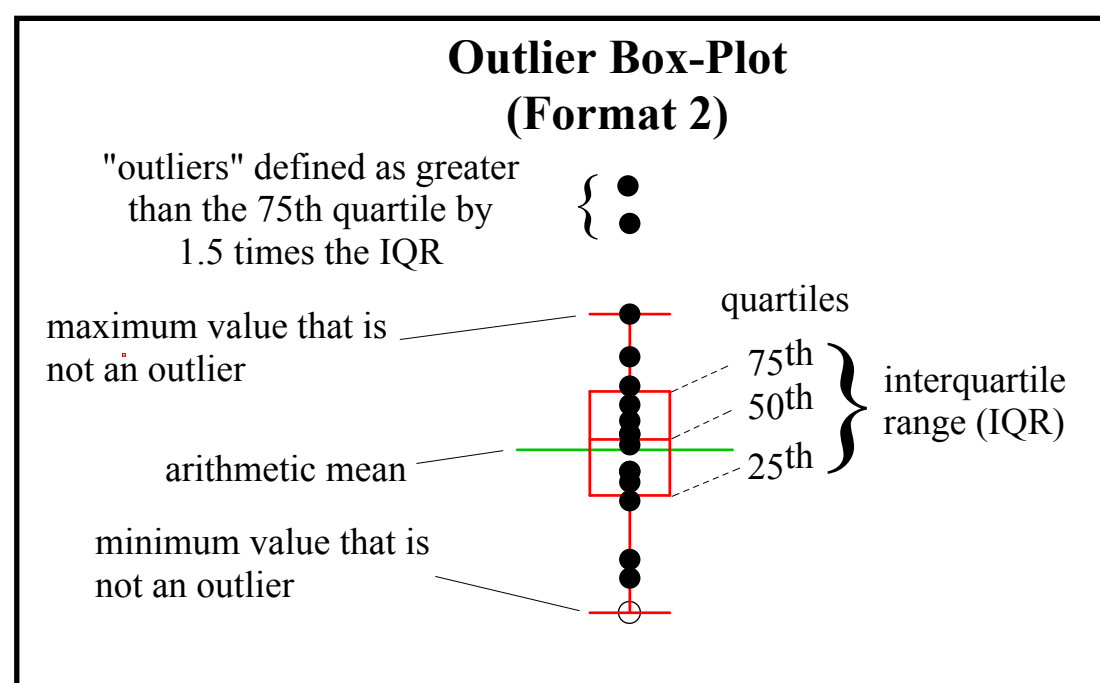 Outlier Box-Plot
(Format 2)
"outliers" defined as greater
than the 75th quartile by
1.5 times the IQR
maximum value that is
not an outlier
quartiles
75th
50th
25th
interquartile
range (IQR)
arithmetic mean
minimum value that is
not an outlier